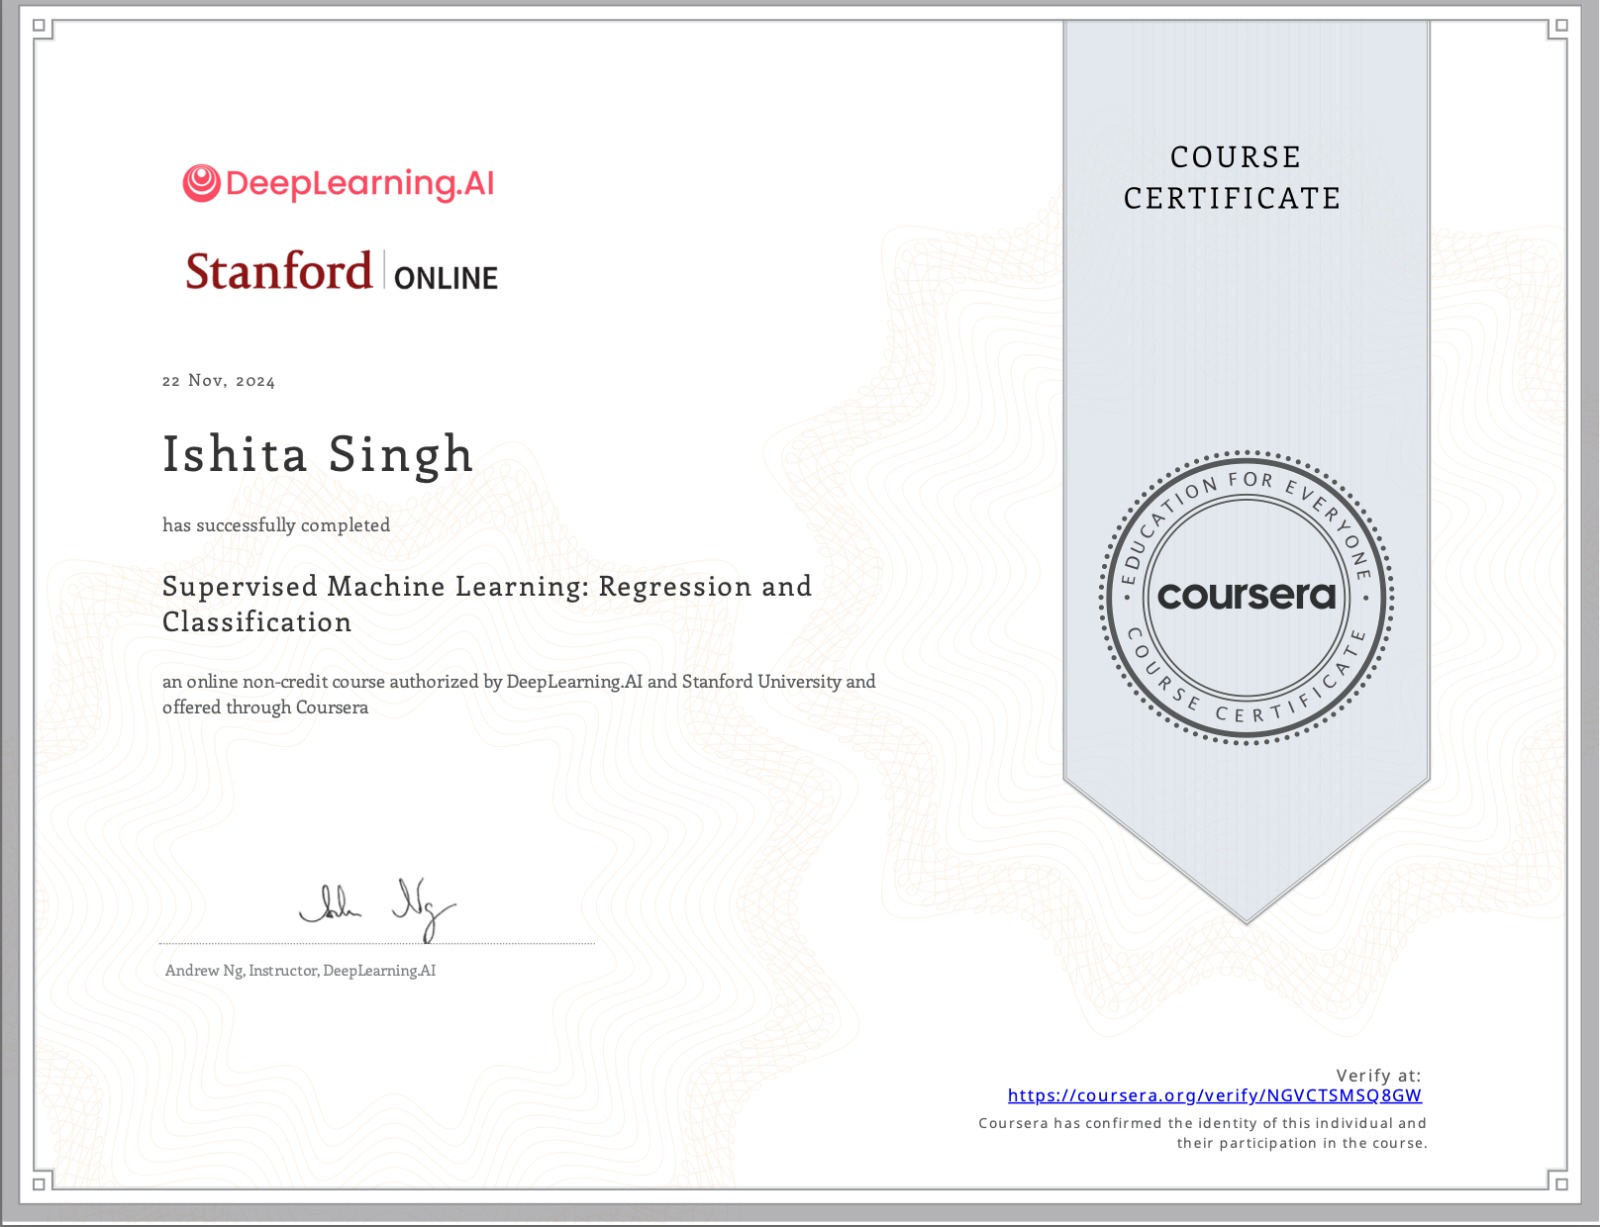 DeepLearning.AI
Stanford ONLINE
22 Nov, 2024
Ishita Singh
has successfully completed
Supervised Machine Learning: Regression and
Classification
an online non-credit course authorized by DeepLearning.AI and Stanford University and
offered through Coursera
Andrew Ng, Instructor, DeepLearning.AI
COURSE
CERTIFICATE
EDUCATION FOR EVERYONE
coursera
COURSE CERTIFICATE
Verify at:
https://coursera.org/verify/NGVCTSMSQ8GW
Coursera has confirmed the identity of this individual and
their participation in the course.